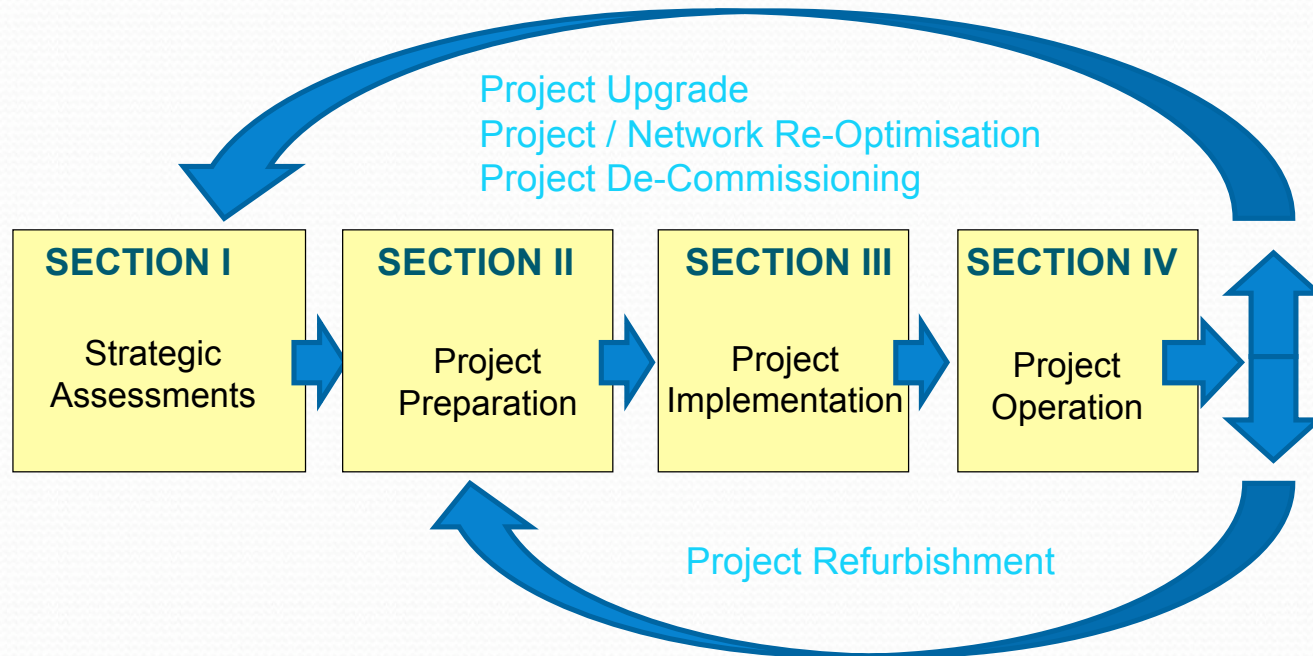 Project Upgrade
Project / Network Re-Optimisation
Project De-Commissioning
SECTION I
Strategic
Assessments
SECTION II
Project
Preparation
SECTION III
Project
Implementation
SECTION IV
Project
Operation
Project Refurbishment